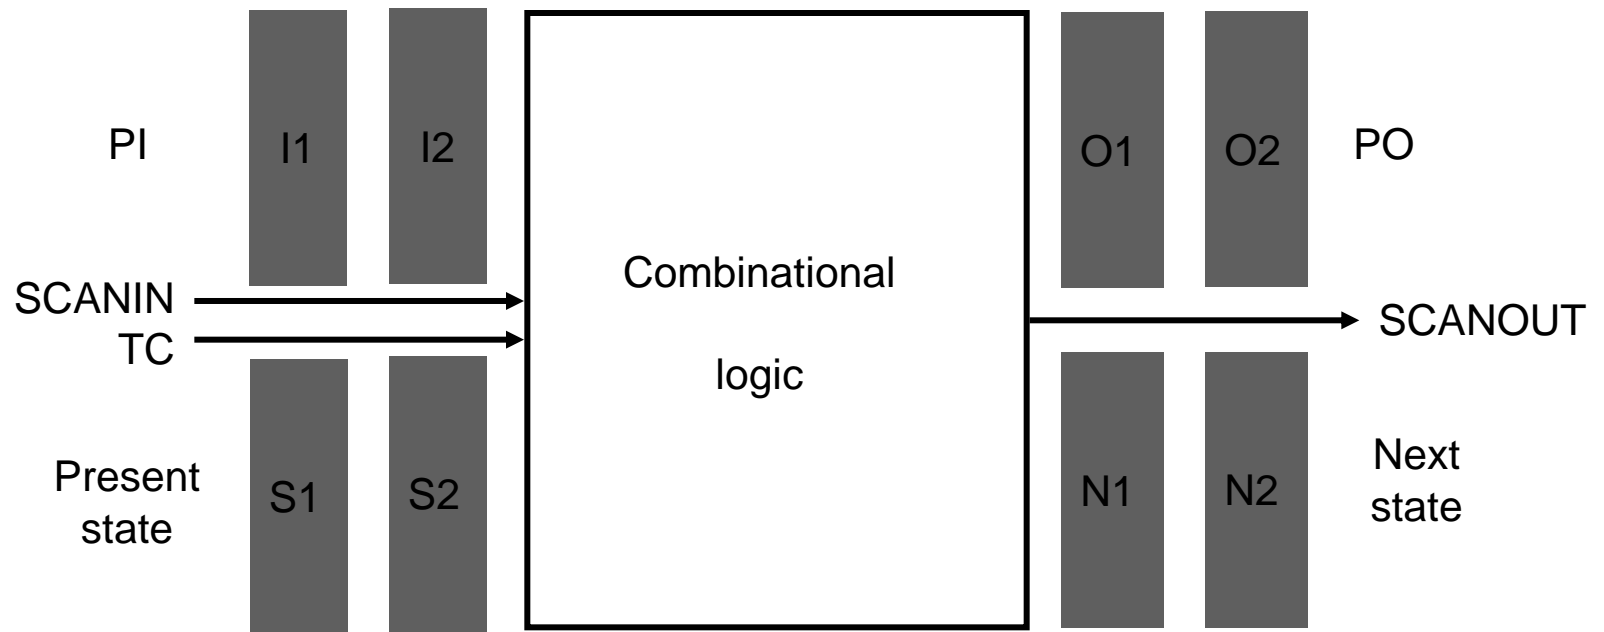 PI
I1
I2
O1
O2
PO
SCANIN
TC
Combinational
logic
SCANOUT
Present
state
S1
S2
N1
N2
Next
state